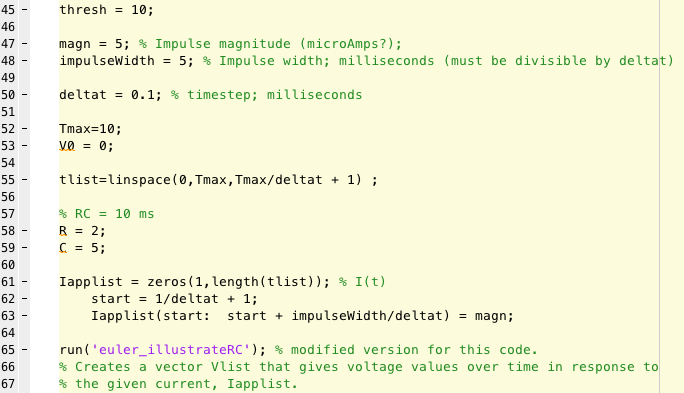 45 - thresh = 10;
46
47 - magn = 5; % Impulse magnitude (microAmps?);
48 - impulseWidth = 5; % Impulse width; milliseconds (must be divisible by deltat)
49
50 - deltat = 0.1; % timestep; milliseconds
51
52 - Tmax=10;
53 - V0 = 0;
54
55 - tlist=linspace(0,Tmax,Tmax/deltat + 1) ;
56
57 % RC = 10 ms
58 - R = 2;
59 - C = 5;
60
61 - Iapplist = zeros(1,length(tlist)); % I(t)
62 - start = 1/deltat + 1;
63 - Iapplist(start:  start + impulseWidth/deltat) = magn;
64
65 - run('euler_illustrateRC'); % modified version for this code.
66 % Creates a vector Vlist that gives voltage values over time in response to
67 % the given current, Iapplist.